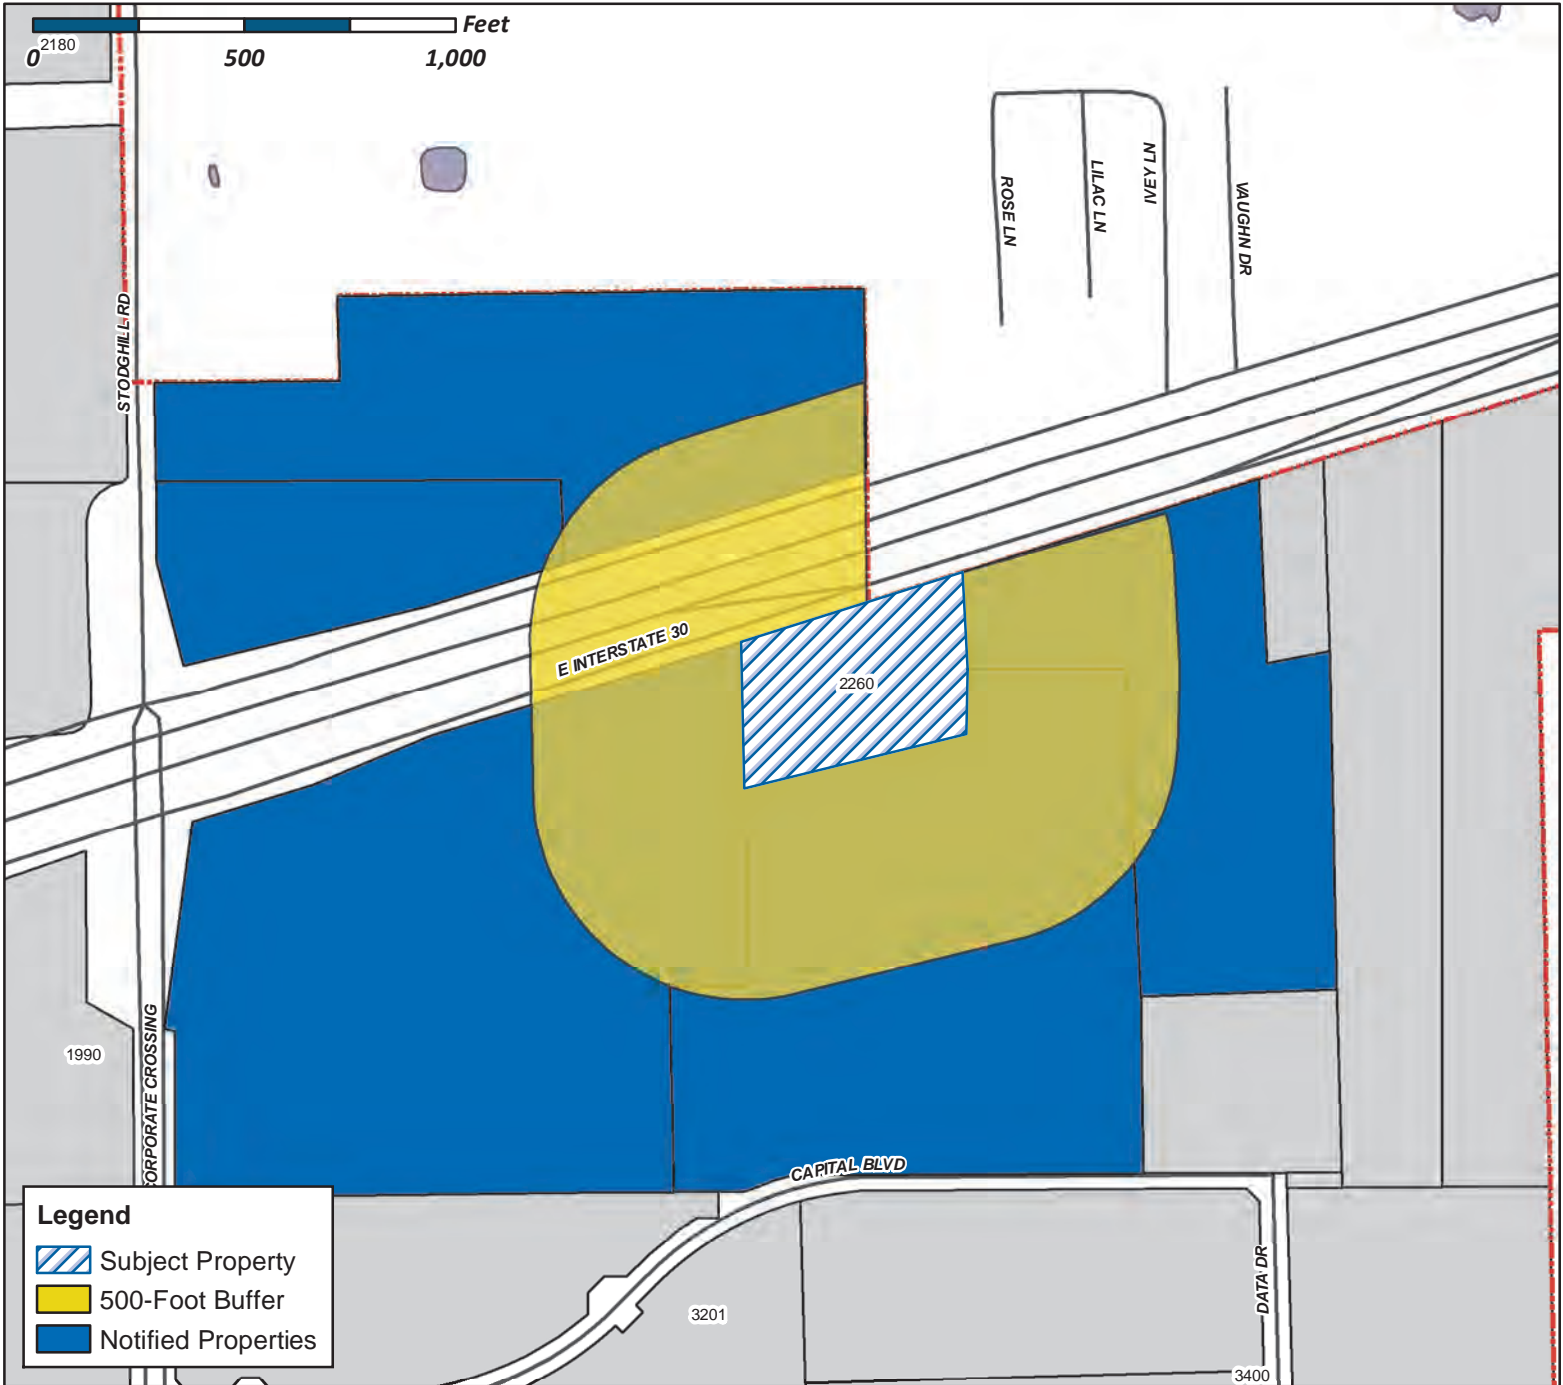 Feet
0 500 1,000
2180
ROSE LN
LILAC LN
IVEY LN
VAUGHN DR
STODGHILL RD
E INTERSTATE 30
2260
1990
CORPORATE CROSSING
CAPITAL BLVD
DATA DR
3201
3400
Legend
Subject Property
500-Foot Buffer
Notified Properties